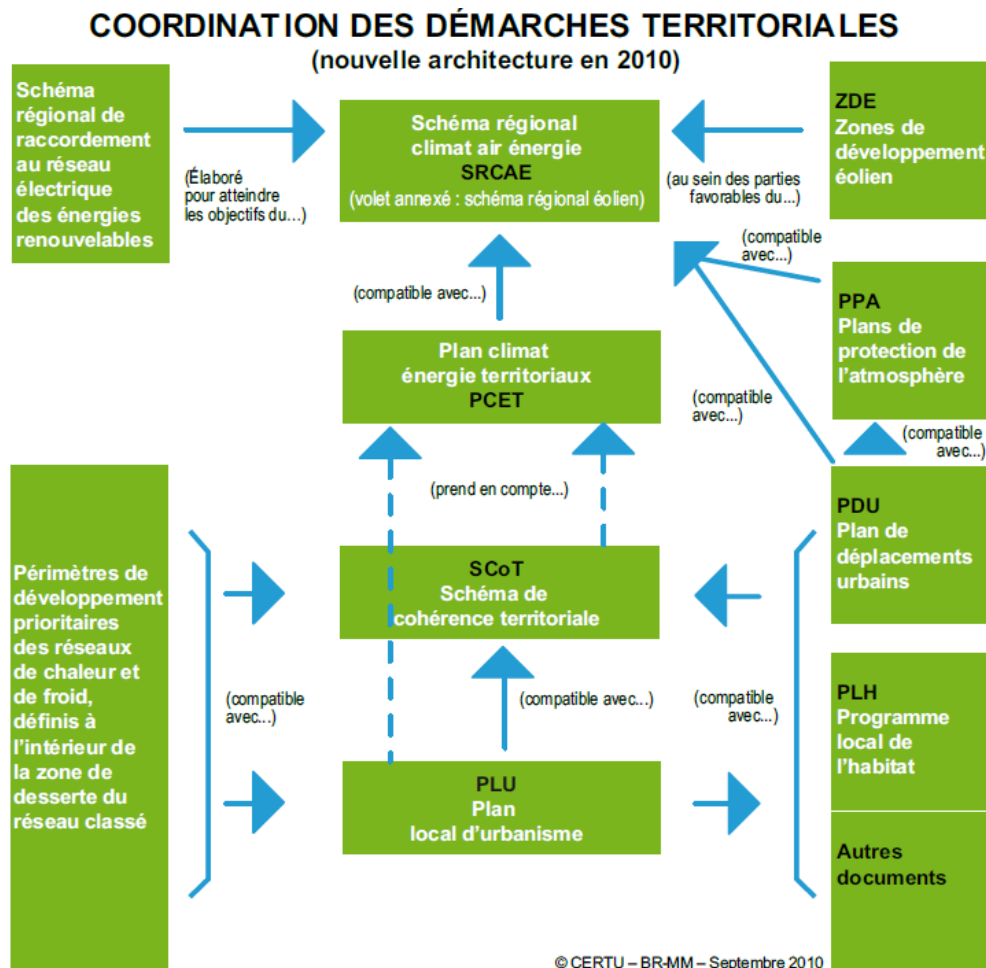 COORDINATION DES DÉMARCHES TERRITORIALES
(nouvelle architecture en 2010)
Schéma
régional de
raccordement
au réseau
électrique
des énergies
renouvelables
(Élaboré
pour atteindre
les objectifs du...)
Schéma régional
climat air énergie
SRCAE
(volet annexé : schéma régional éolien)
(au sein des parties
favorables du...)
ZDE
Zones de
développement
éolien
(compatible
avec...)
(compatible avec...)
PPA
Plans de
protection de
l'atmosphère
Plan climat
énergie territoriaux
PCET
(compatible
avec...)
(compatible
avec...)
(prend en compte...)
PDU
Plan de
déplacements
urbains
Périmètres de
développement
prioritaires
des réseaux
de chaleur et
de froid,
définis à
l'intérieur de
la zone de
desserte du
réseau classé
SCoT
Schéma de
cohérence territoriale
(compatible
avec...)
(compatible avec...)
(compatible
avec...)
PLH
Programme
local de
l'habitat
PLU
Plan
local d'urbanisme
Autres
documents
© CERTU – BR-MM – Septembre 2010